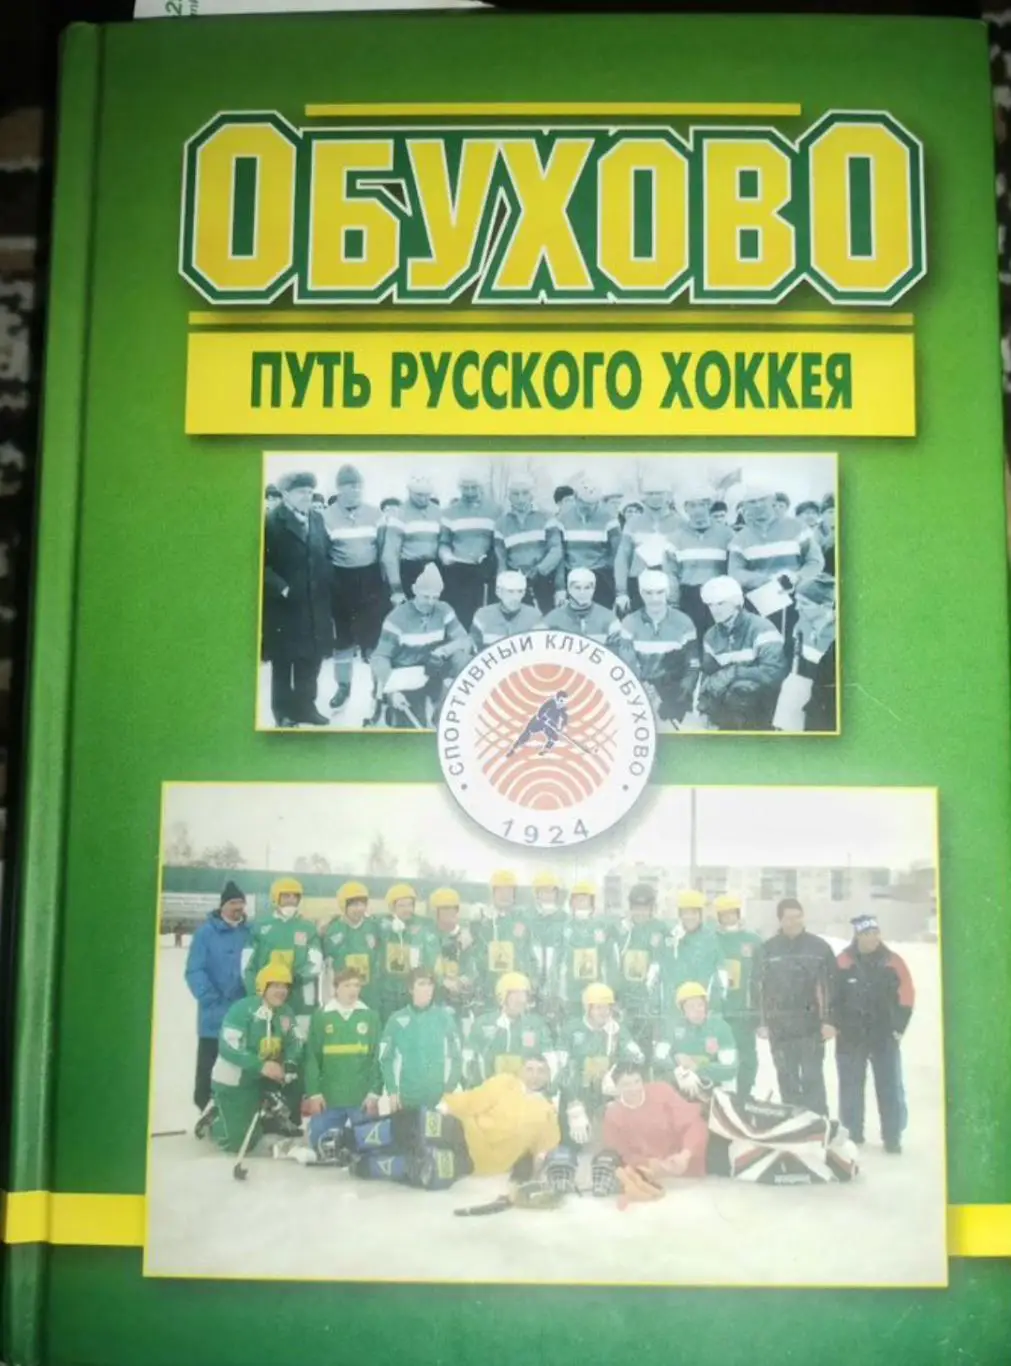 ОБУХОВО
ПУТЬ РУССКОГО ХОККЕЯ
СПОРТИВНЫЙ КЛУБ ОБУХОВО
1924